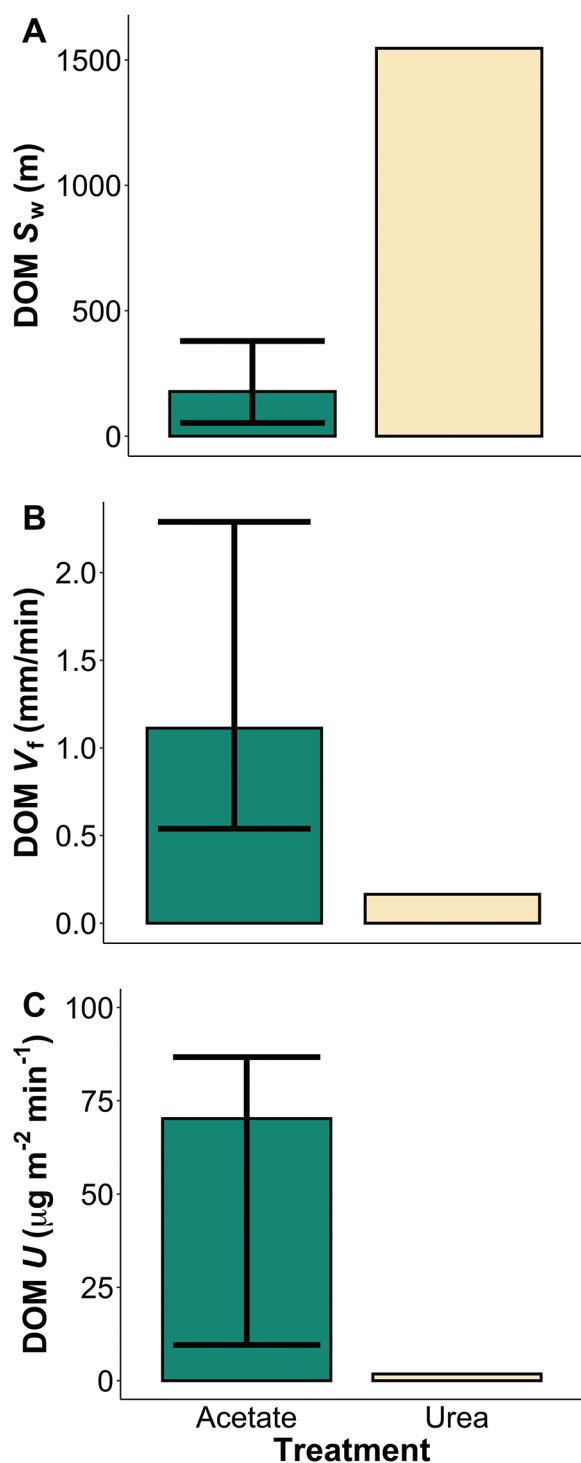 A
DOM Sw (m)
1500
1000
500
0
B
DOM Vf (mm/min)
2.0
1.5
1.0
0.5
0.0
C
DOM U (μg m-2 min-1)
100
75
50
25
0
Acetate Urea
Treatment